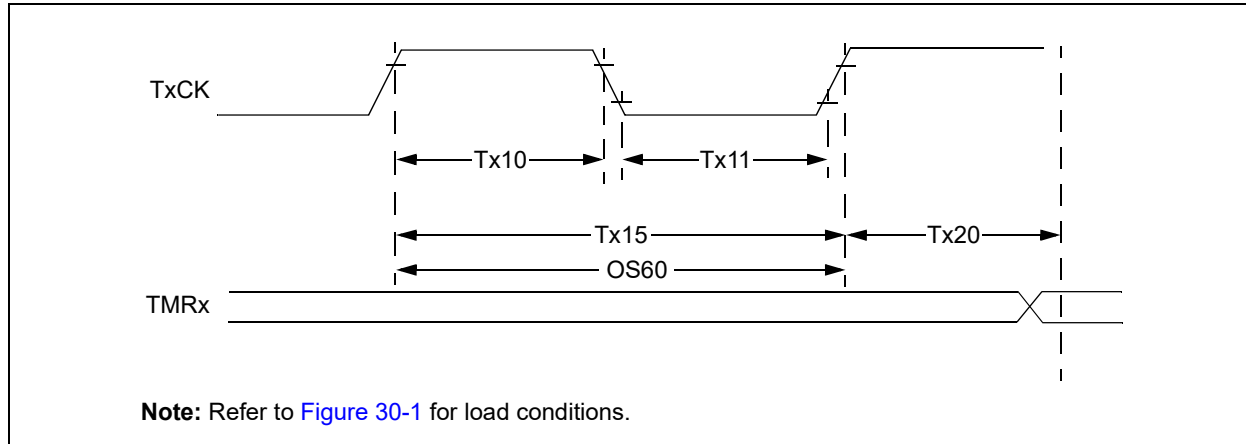 TxCK
Tx10
Tx11
Tx15
Tx20
OS60
TMRx
Note: Refer to Figure 30-1 for load conditions.